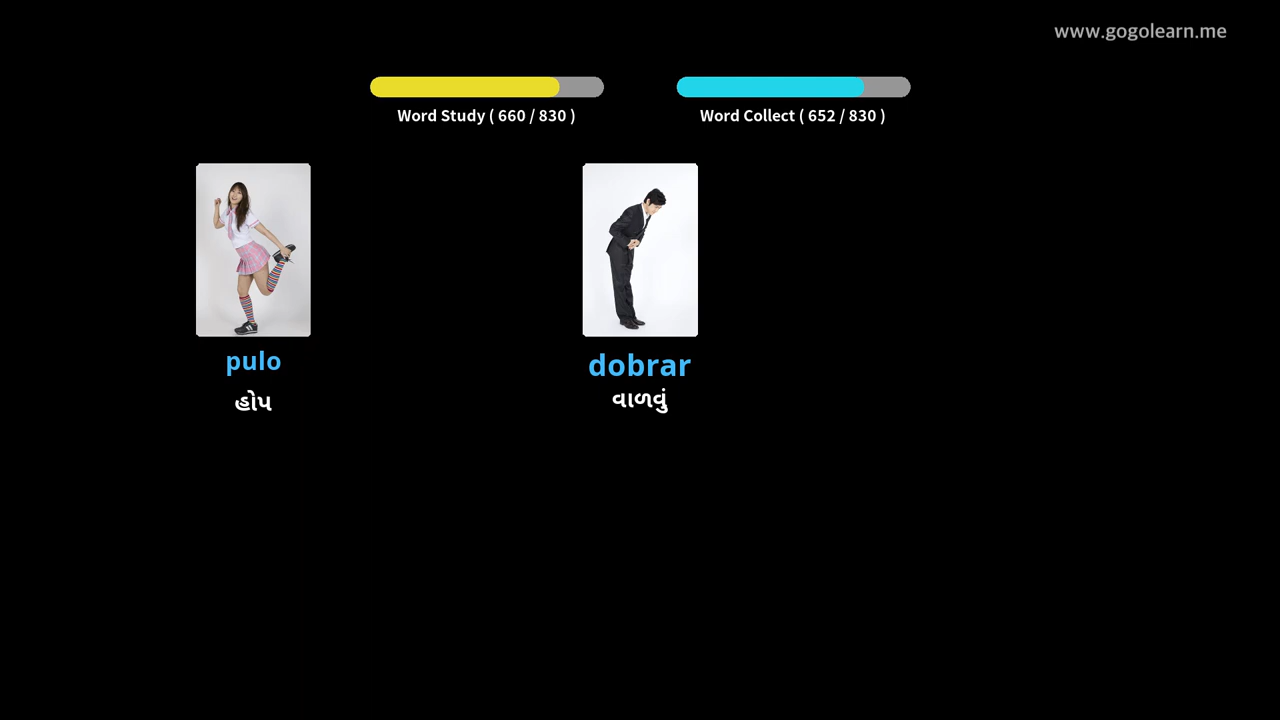 www.gogolearn.me
Word Study ( 660 / 830 )
Word Collect ( 652 / 830 )
pulo
હોપ
dobrar
વાળવું